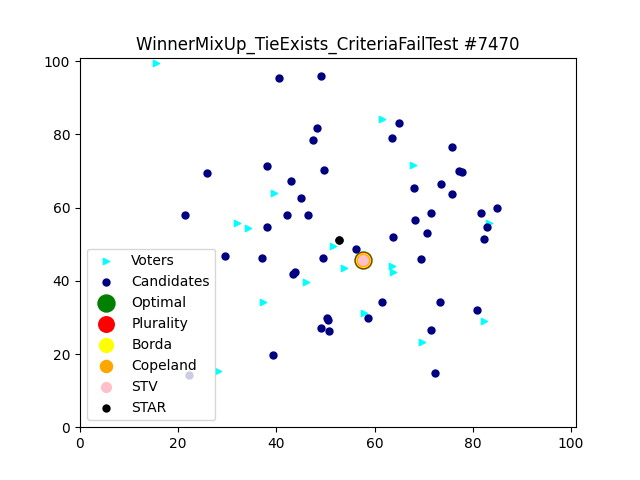 WinnerMixUp_TieExists_CriteriaFailTest #7470
100
80
60
40
20
0
Voters
Candidates
Optimal
Plurality
Borda
Copeland
STV
STAR
0 20 40 60 80 100